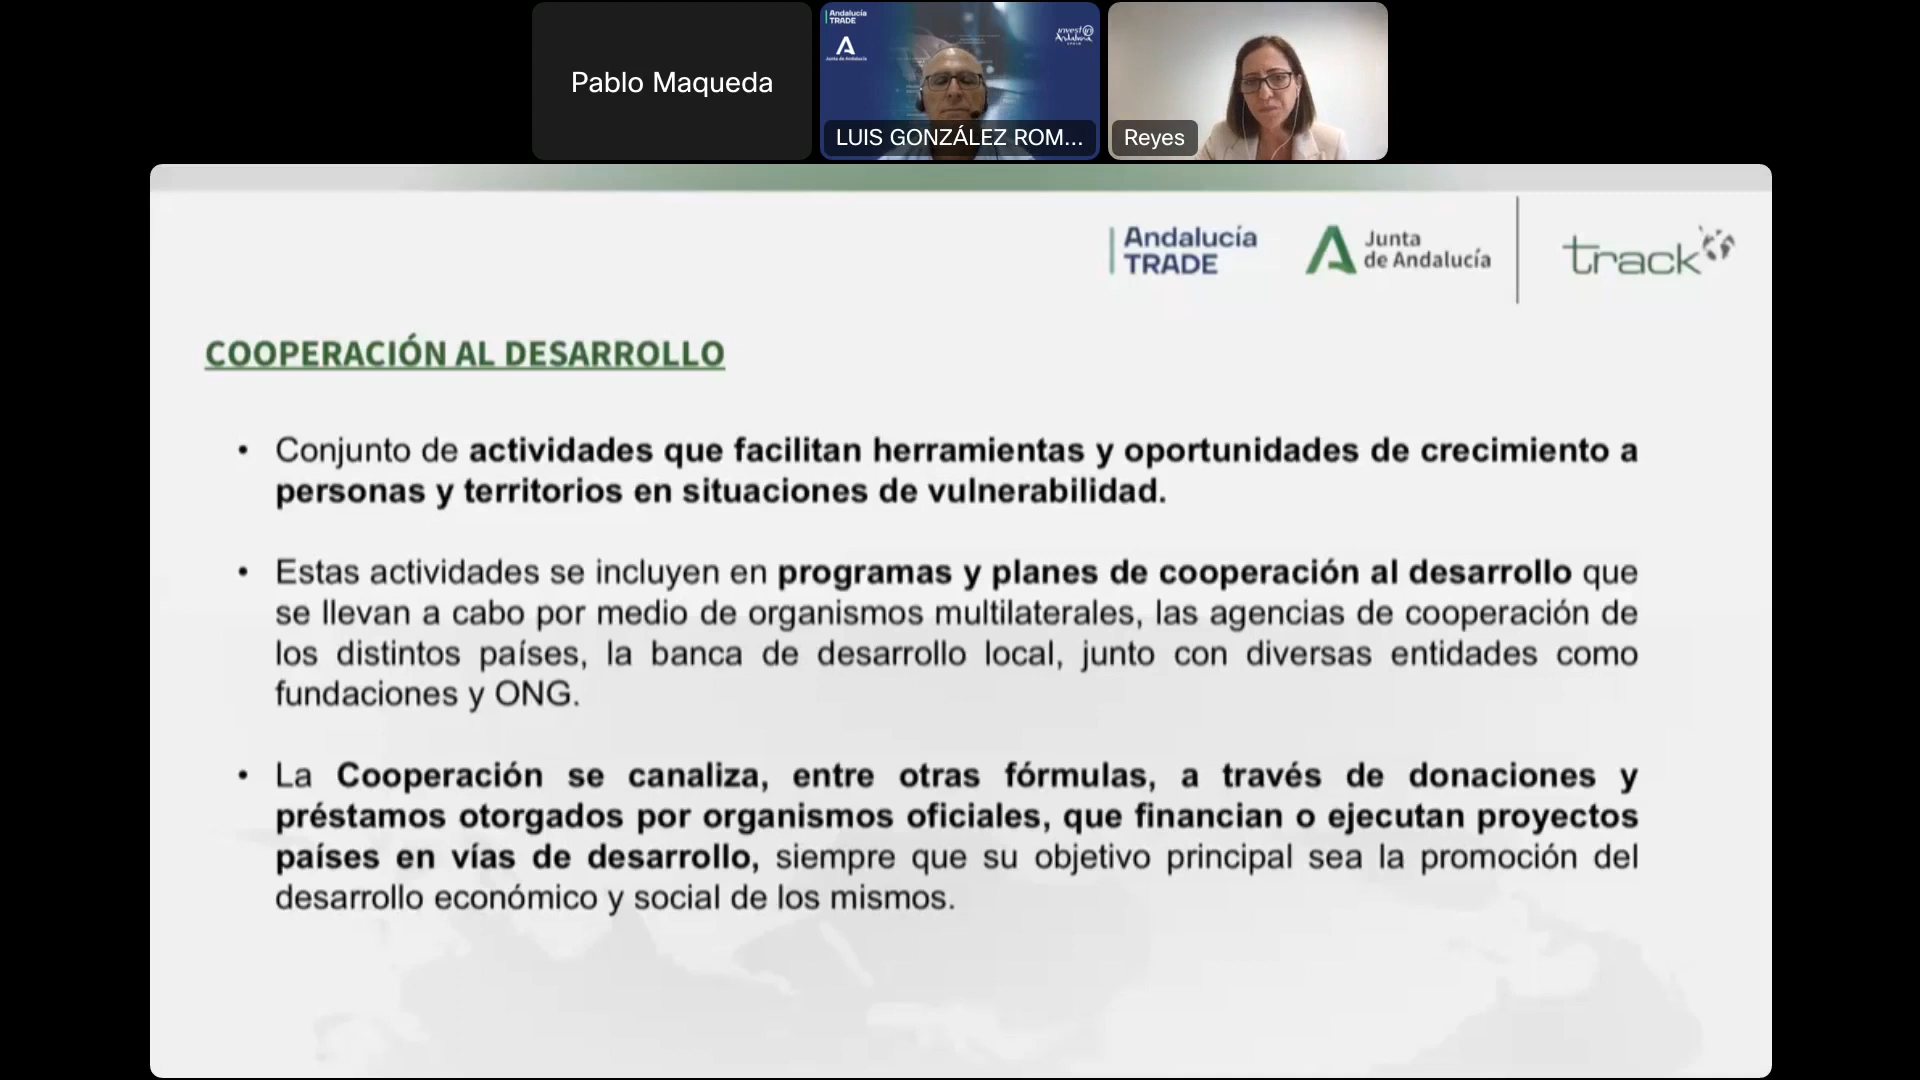 Pablo Maqueda
Andalucía
TRADE
Junta de Andalucía
LUIS GONZÁLEZ ROM...
Reyes
Andalucía
TRADE
Junta
de Andalucía
track
COOPERACIÓN AL DESARROLLO
• Conjunto de actividades que facilitan herramientas y oportunidades de crecimiento a
personas y territorios en situaciones de vulnerabilidad.
• Estas actividades se incluyen en programas y planes de cooperación al desarrollo que
se llevan a cabo por medio de organismos multilaterales, las agencias de cooperación de
los distintos países, la banca de desarrollo local, junto con diversas entidades como
fundaciones y ONG.
• La Cooperación se canaliza, entre otras fórmulas, a través de donaciones y
préstamos otorgados por organismos oficiales, que financian o ejecutan proyectos
países en vías de desarrollo, siempre que su objetivo principal sea la promoción del
desarrollo económico y social de los mismos.